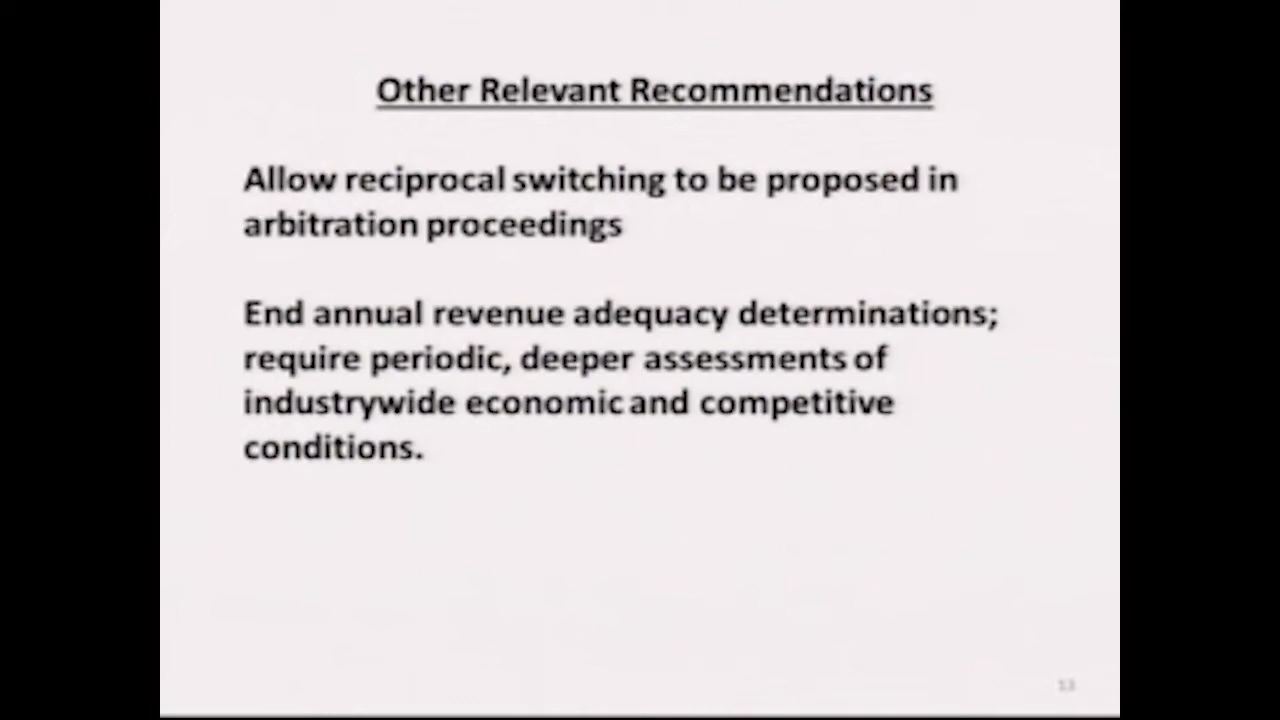 Other Relevant Recommendations
Allow reciprocal switching to be proposed in
arbitration proceedings
End annual revenue adequacy determinations;
require periodic, deeper assessments of
industrywide economic and competitive
conditions.
13